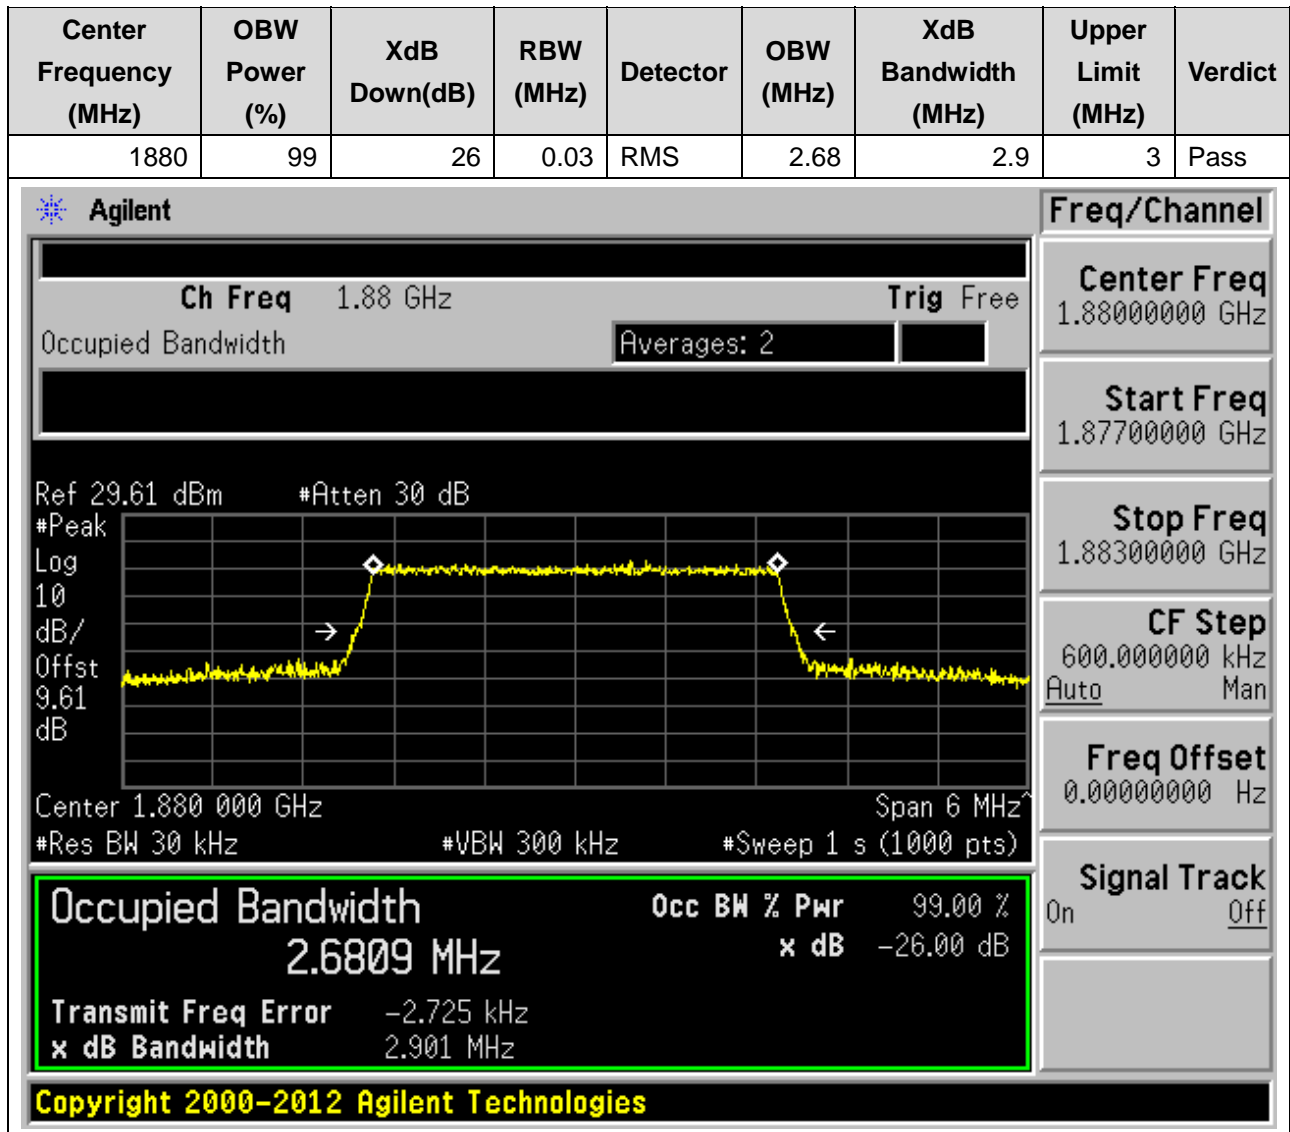 Center Frequency (MHz) OBW Power (%) XdB Down(dB) RBW (MHz) Detector OBW (MHz) XdB Bandwidth (MHz) Upper Limit (MHz) Verdict
1880 99 26 0.03 RMS 2.68 2.9 3 Pass
Agilent
Ch Freq 1.88 GHz Trig Free
Occupied Bandwidth Averages: 2
Ref 29.61 dBm #Atten 30 dB
#Peak
Log
10
dB/
Offst
9.61
dB
Center 1.880 000 GHz Span 6 MHz^
#Res BW 30 kHz #VBW 300 kHz #Sweep 1 s (1000 pts)
Occupied Bandwidth Occ BW % Pwr 99.00 %
2.6809 MHz x dB -26.00 dB
Transmit Freq Error -2.725 kHz
x dB Bandwidth 2.901 MHz
Copyright 2000-2012 Agilent Technologies
Freq/Channel
Center Freq
1.88000000 GHz
Start Freq
1.87700000 GHz
Stop Freq
1.88300000 GHz
CF Step
600.000000 kHz
Auto Man
Freq Offset
0.00000000 Hz
Signal Track
On Off